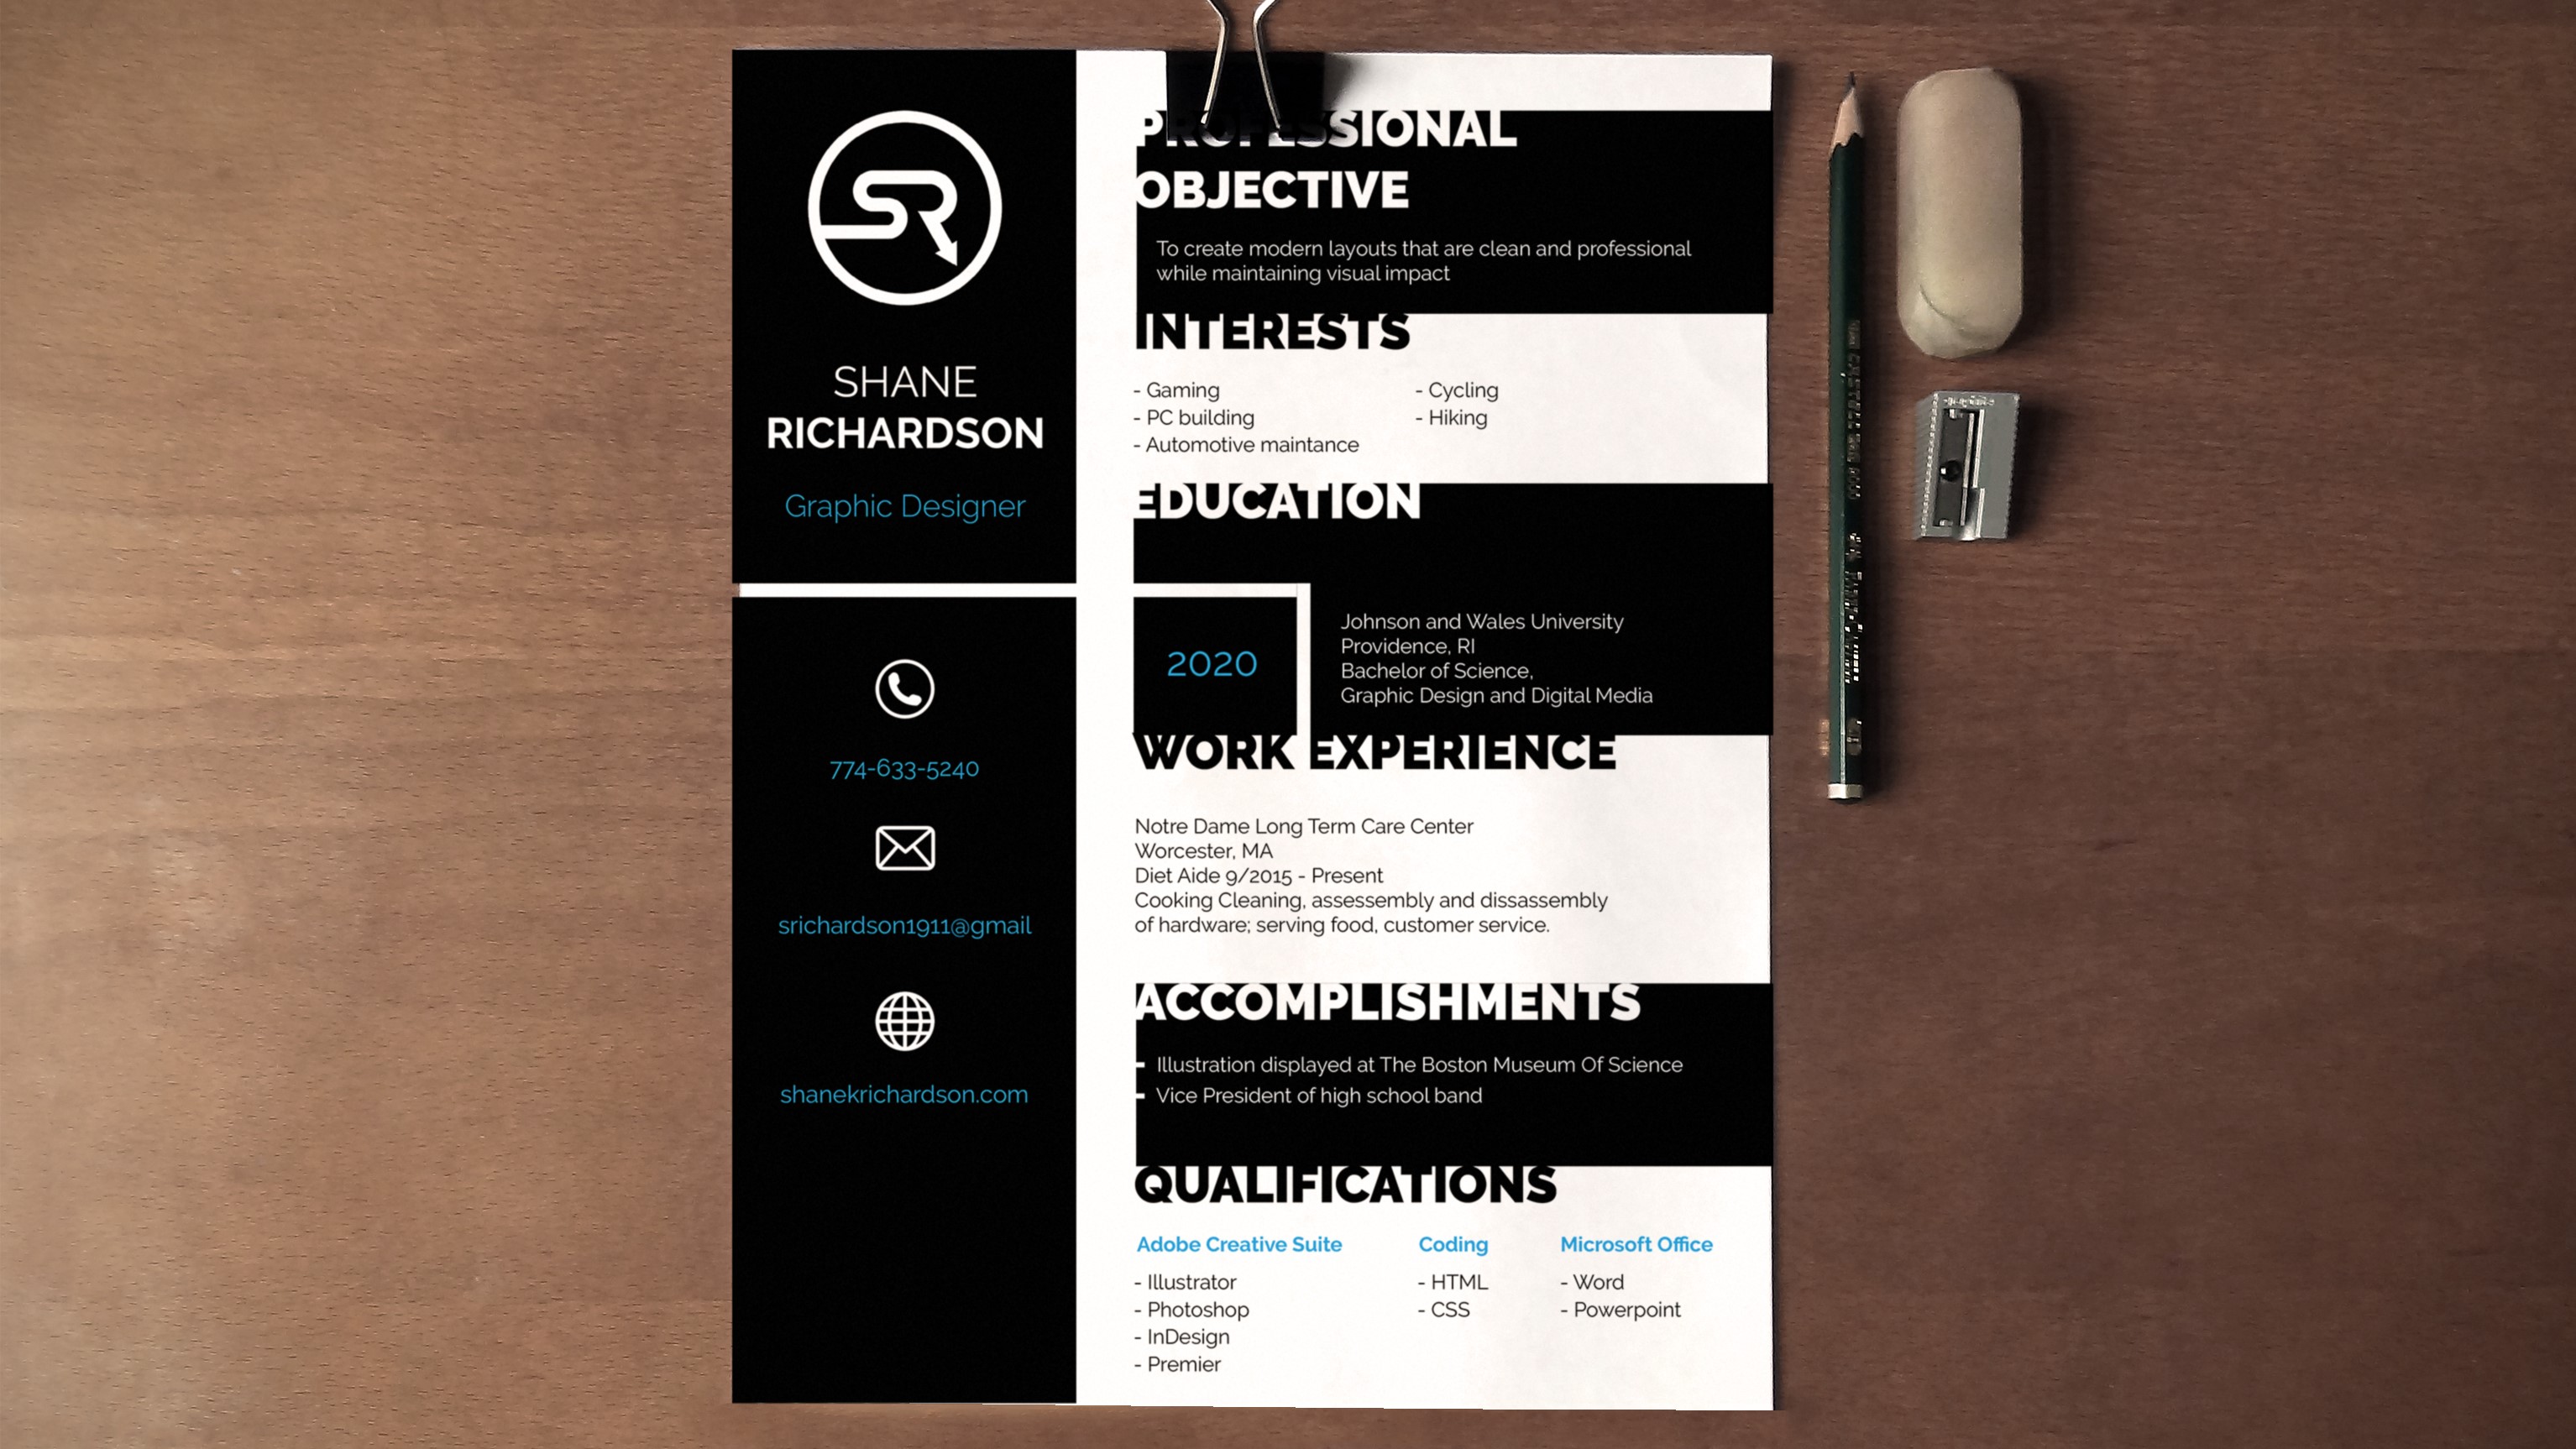 SR
SHANE
RICHARDSON
Graphic Designer
774-633-5240
srichardson1911@gmail
shanekrichardson.com
PROFESSIONAL
OBJECTIVE
To create modern layouts that are clean and professional
while maintaining visual impact
INTERESTS
- Gaming
- PC building
- Automotive maintance
- Cycling
- Hiking
EDUCATION
2020
Johnson and Wales University
Providence, RI
Bachelor of Science,
Graphic Design and Digital Media
WORK EXPERIENCE
Notre Dame Long Term Care Center
Worcester, MA
Diet Aide 9/2015 - Present
Cooking Cleaning, assessembly and dissassembly
of hardware; serving food, customer service.
ACCOMPLISHMENTS
- Illustration displayed at The Boston Museum Of Science
- Vice President of high school band
QUALIFICATIONS
Adobe Creative Suite
- Illustrator
- Photoshop
- InDesign
- Premier
Coding
- HTML
- CSS
Microsoft Office
- Word
- Powerpoint